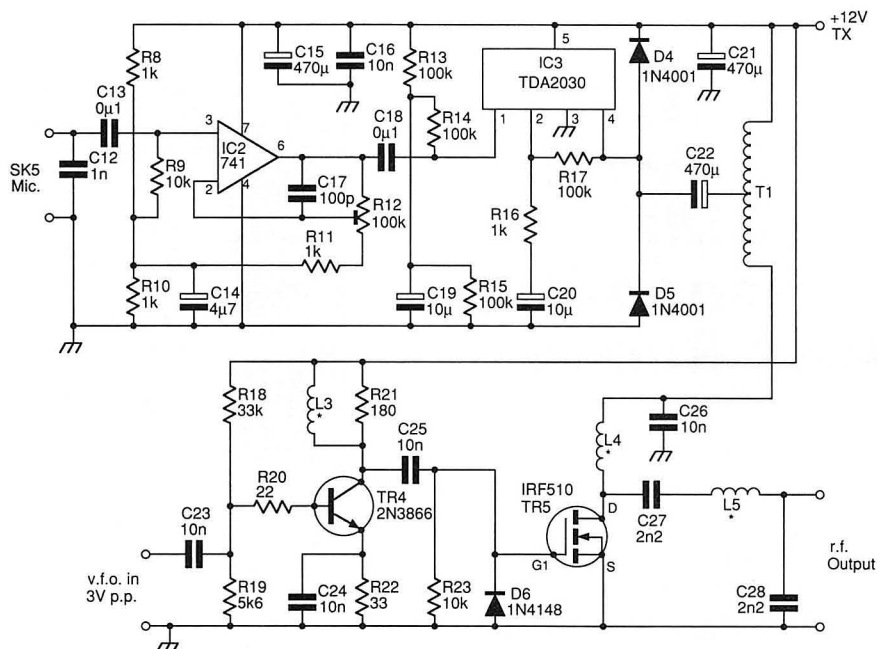 +12V
TX
R8
1k
C15
470µ
C16
10n
R13
100k
5
IC3
TDA2030
1
2
3
4
D4
1N4001
C21
470µ
C13
0µ1
3
7
IC2
741
6
2
4
C18
0µ1
R14
100k
SK5
Mic.
C12
1n
R9
10k
C17
100p
R12
100k
R17
100k
C22
470µ
T1
R16
1k
R11
1k
R10
1k
C14
4µ7
C19
10µ
R15
100k
C20
10µ
D5
1N4001
R18
33k
L3
*
R21
180
C25
10n
C26
10n
L4
*
R20
22
TR4
2N3866
IRF510
TR5
D
C27
2n2
L5
*
C23
10n
G1
S
r.f.
Output
v.f.o. in
3V p.p.
R19
5k6
C24
10n
R22
33
R23
10k
D6
1N4148
C28
2n2